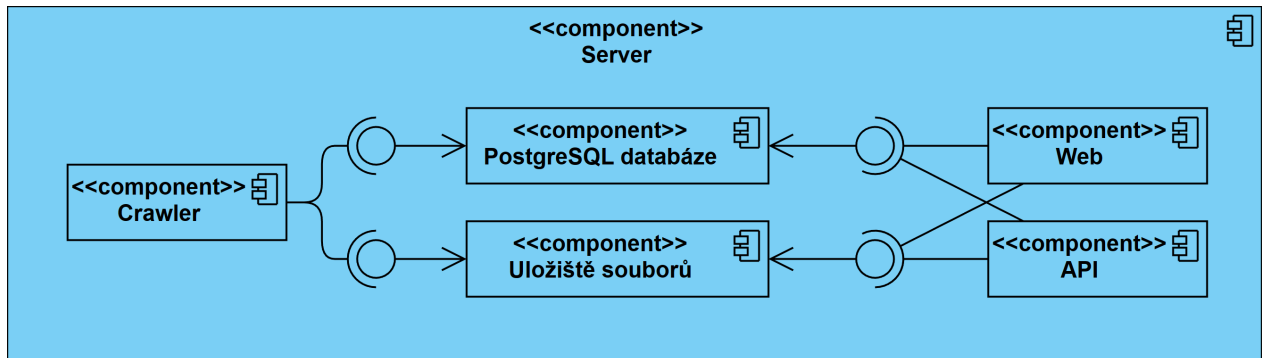 <<component>>
Server
<<component>>
PostgreSQL databáze
<<component>>
Web
<<component>>
Crawler
<<component>>
Uložiště souborů
<<component>>
API